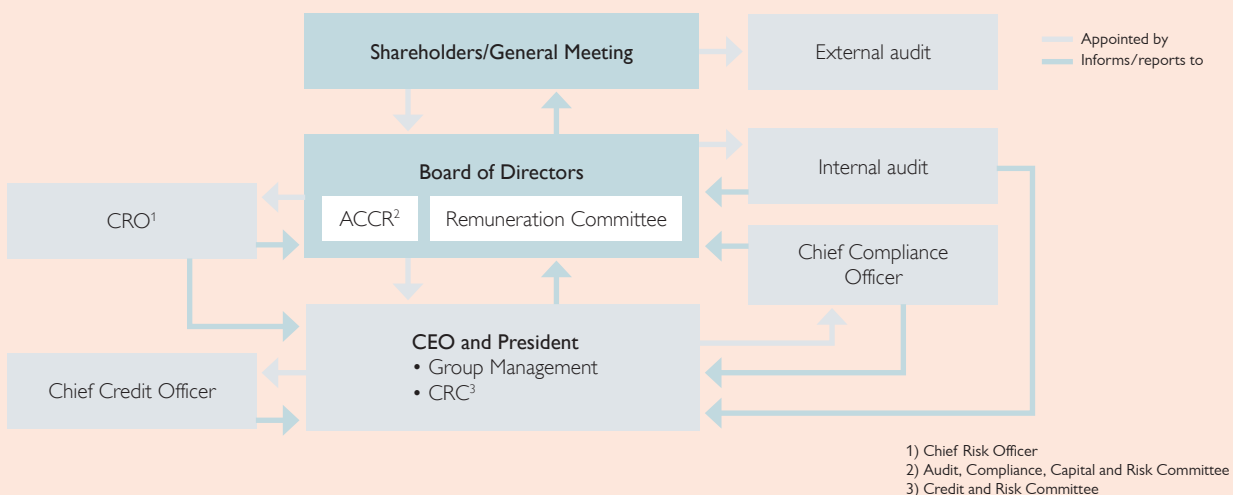 Shareholders/General Meeting
External audit
Appointed by
Informs/reports to
Board of Directors
ACCR²
Remuneration Committee
Internal audit
CRO¹
Chief Compliance
Officer
CEO and President
• Group Management
• CRC³
Chief Credit Officer
1) Chief Risk Officer
2) Audit, Compliance, Capital and Risk Committee
3) Credit and Risk Committee